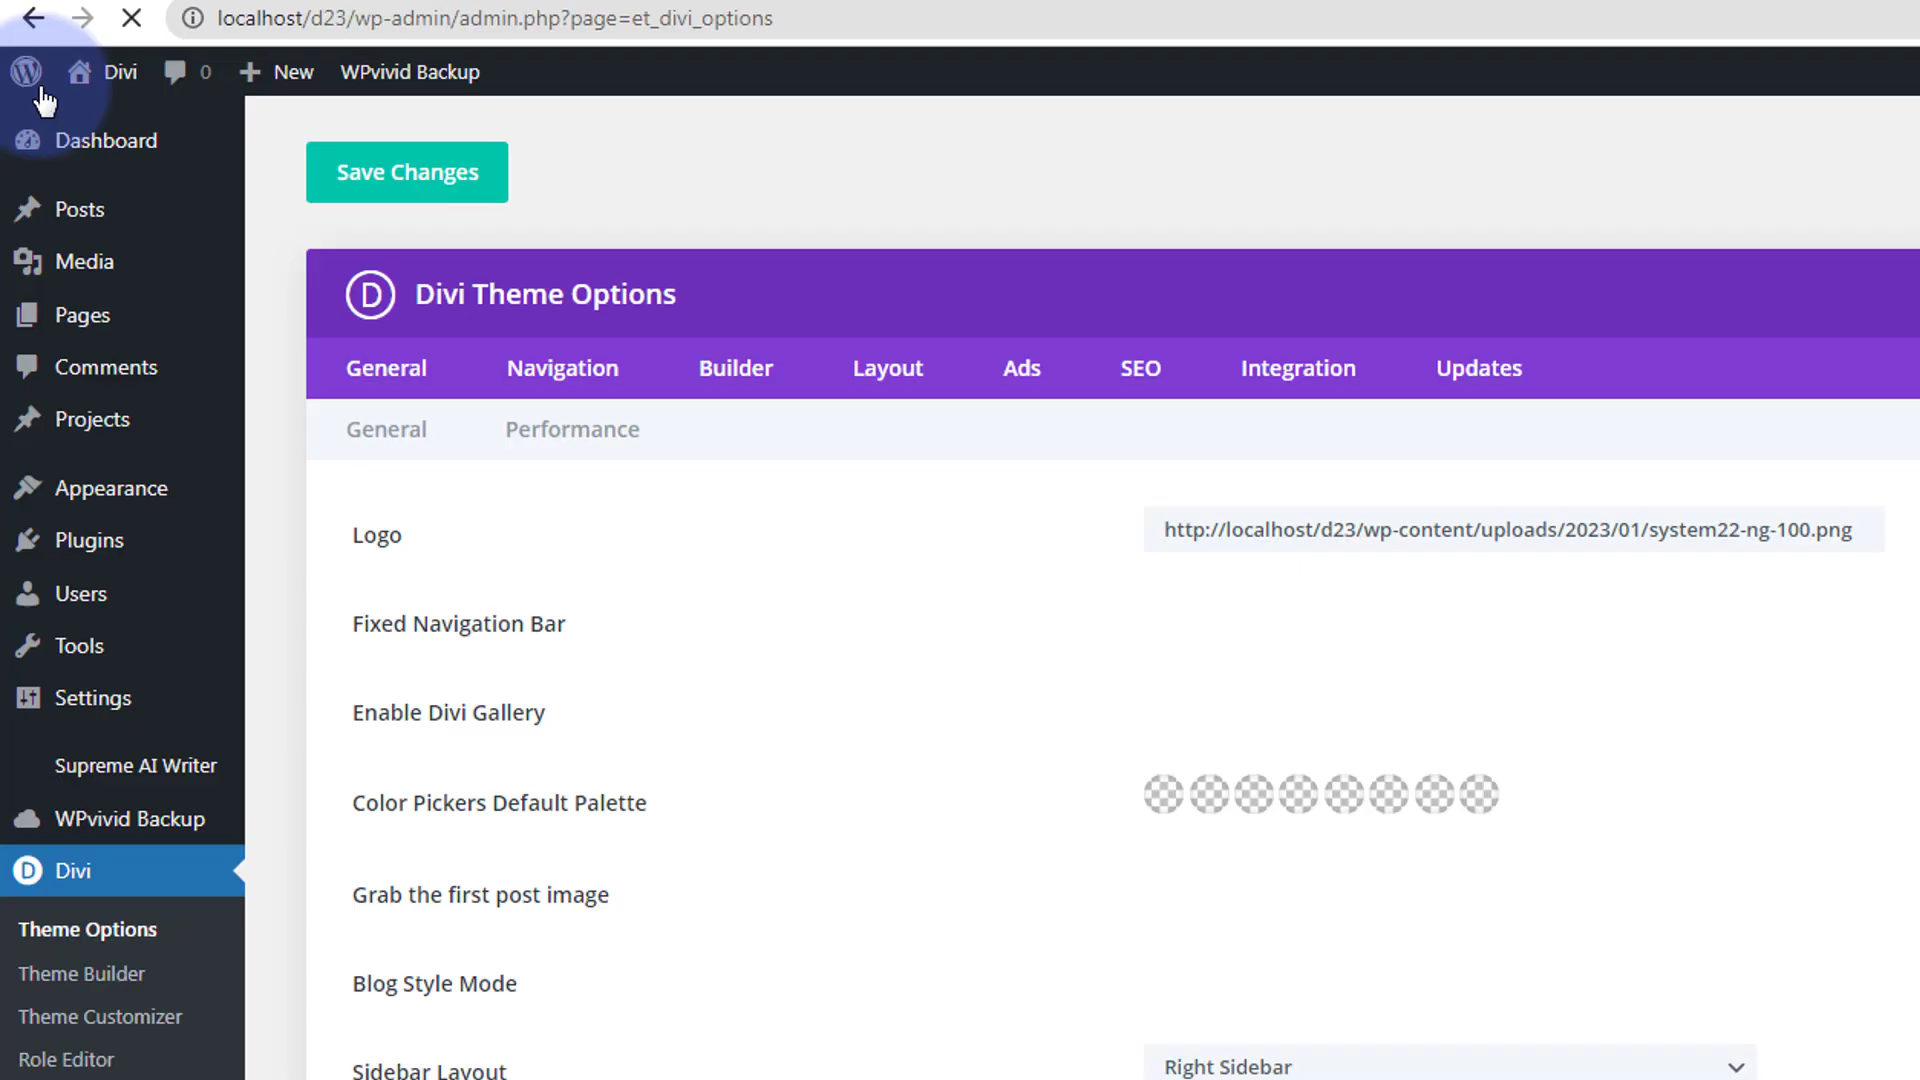 localhost/d23/wp-admin/admin.php?page=et_divi_options
Divi 0 New WPvivid Backup
Dashboard
Posts
Media
Pages
Comments
Projects
Appearance
Plugins
Users
Tools
Settings
Supreme AI Writer
WPvivid Backup
Divi
Theme Options
Theme Builder
Theme Customizer
Role Editor
Save Changes
D Divi Theme Options
General Navigation Builder Layout Ads SEO Integration Updates
General Performance
Logo http://localhost/d23/wp-content/uploads/2023/01/system22-ng-100.png
Fixed Navigation Bar
Enable Divi Gallery
Color Pickers Default Palette
Grab the first post image
Blog Style Mode
Sidebar Layout Right Sidebar